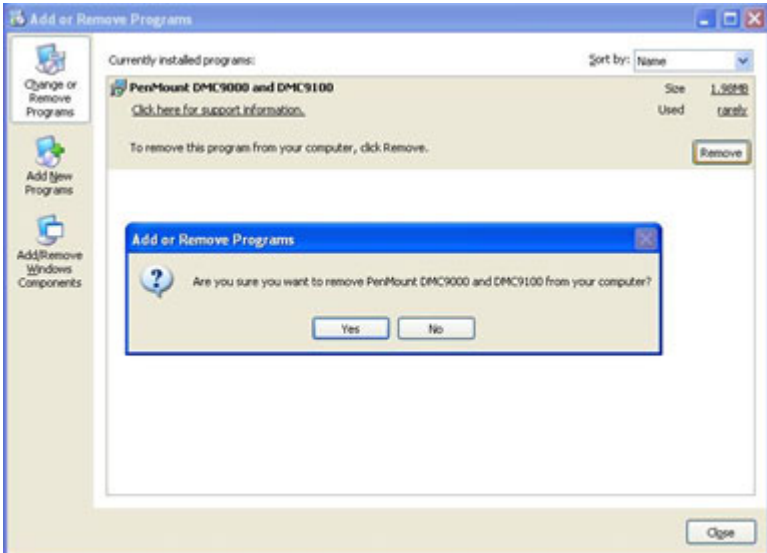 Add or Remove Programs
Change or
Remove
Programs
Add New
Programs
Add/Remove
Windows
Components
Currently installed programs:
Sort by: Name
PenMount DMC9000 and DMC9100
Size 1.98MB
Click here for support information.
Used rarely
To remove this program from your computer, click Remove.
Remove
Add or Remove Programs
Are you sure you want to remove PenMount DMC9000 and DMC9100 from your computer?
Yes No
Close